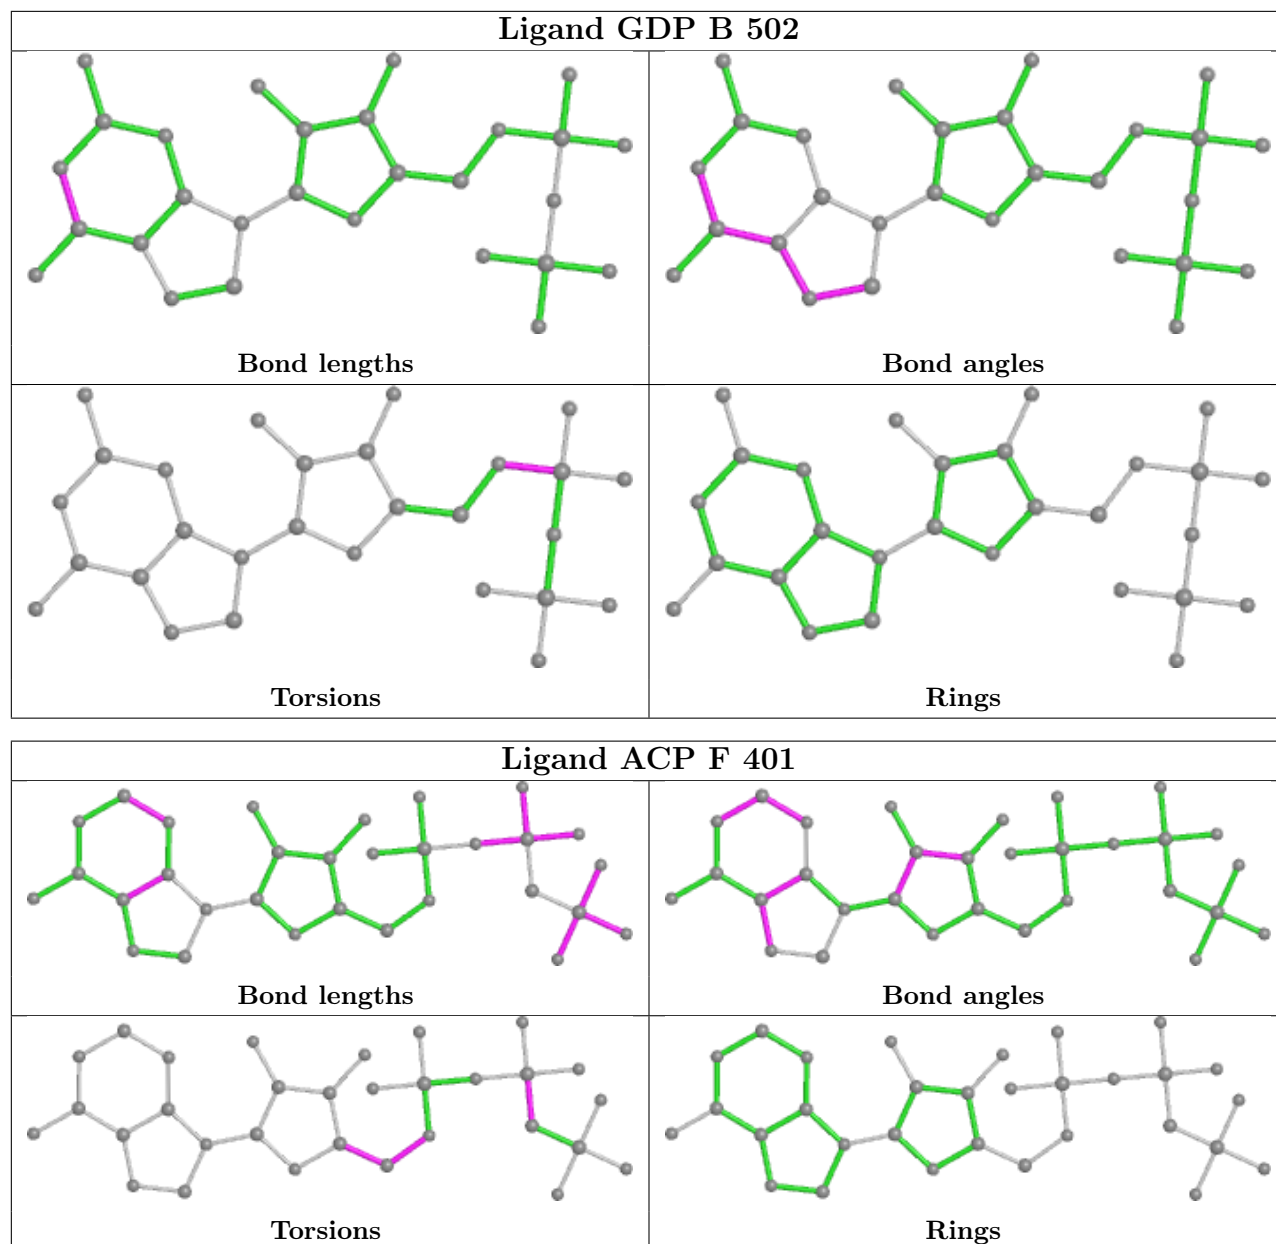 Ligand GDP B 502
Bond lengths
Bond angles
Torsions
Rings
Ligand ACP F 401
Bond lengths
Bond angles
Torsions
Rings